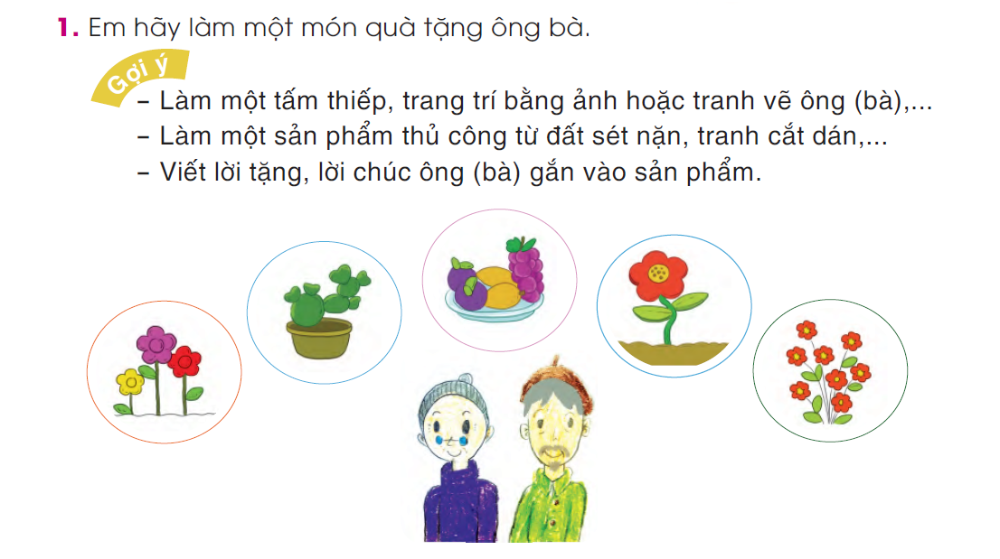 1. Em hãy làm một món quà tặng ông bà.
Gợi ý
– Làm một tấm thiếp, trang trí bằng ảnh hoặc tranh vẽ ông (bà),...
– Làm một sản phẩm thủ công từ đất sét nặn, tranh cắt dán,...
– Viết lời tặng, lời chúc ông (bà) gắn vào sản phẩm.